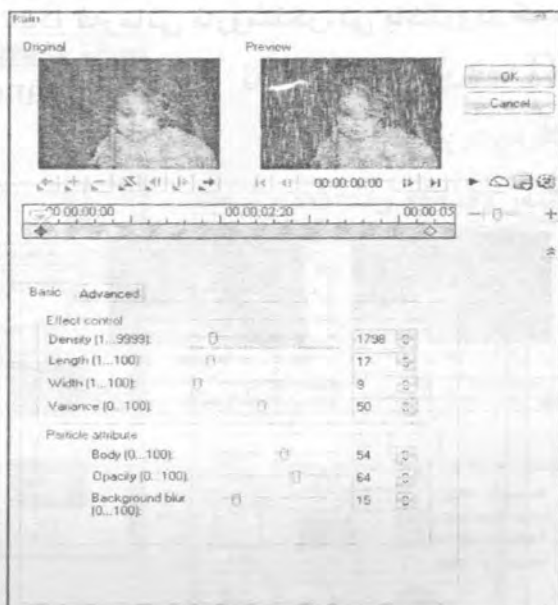 Rain
Original Preview
OK
Cancel
00:00:00:00
00:00:00:00 00:00:02:20 00:00:05
Basic Advanced
Effect control
Density (1...9999): 1798
Length (1...100): 17
Width (1...100): 9
Variance (0...100): 50
Particle attribute
Body (0...100): 54
Opacity (0...100): 64
Background blur 15
(0...100):